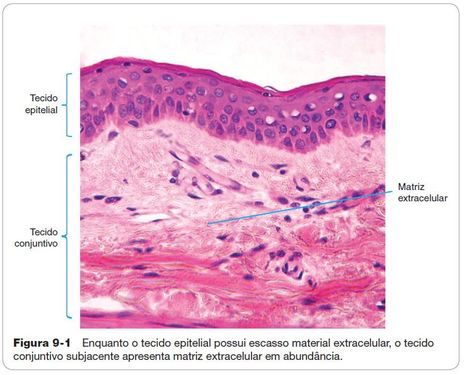 Tecido
epitelial
Matriz
extracelular
Tecido
conjuntivo
Figura 9-1 Enquanto o tecido epitelial possui escasso material extracelular, o tecido
conjuntivo subjacente apresenta matriz extracelular em abundância.